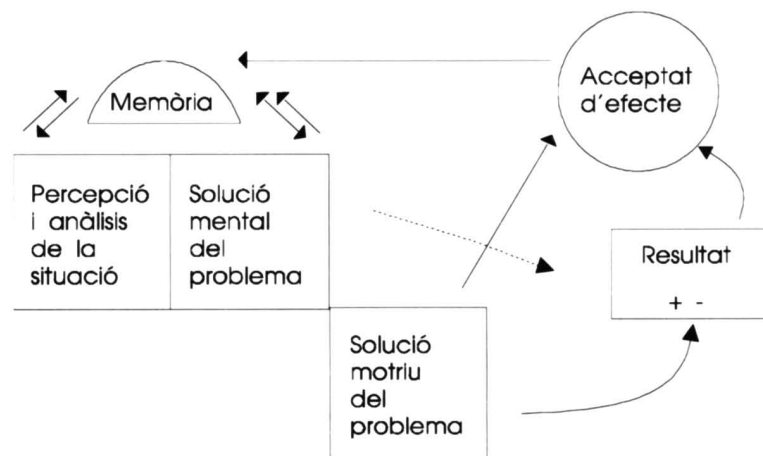 Acceptat
d'efecte
Memòria
Percepció
i anàlisis
de la
situació
Solució
mental
del
problema
Resultat
+ -
Solució
motriu
del
problema